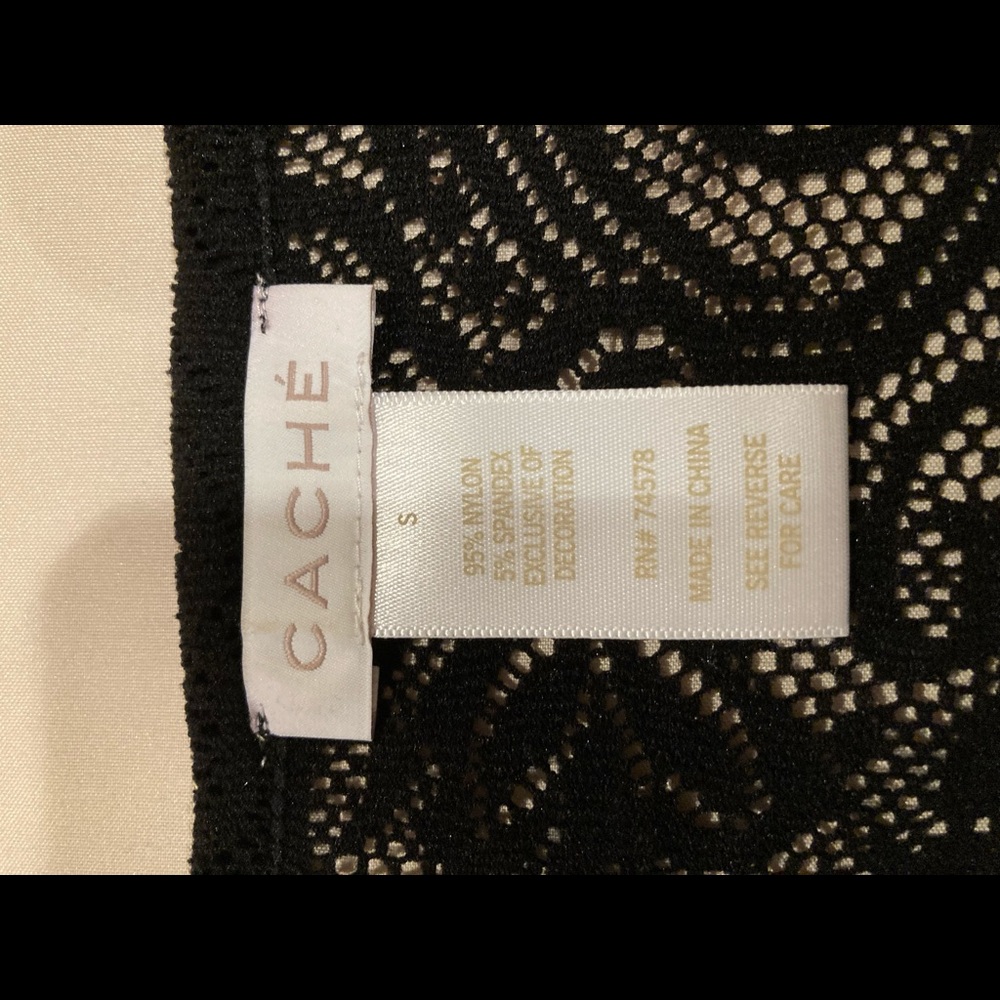 CACHÉ
S
95% NYLON
5% SPANDEX
EXCLUSIVE OF
DECORATION
RN# 74578
MADE IN CHINA
SEE REVERSE
FOR CARE